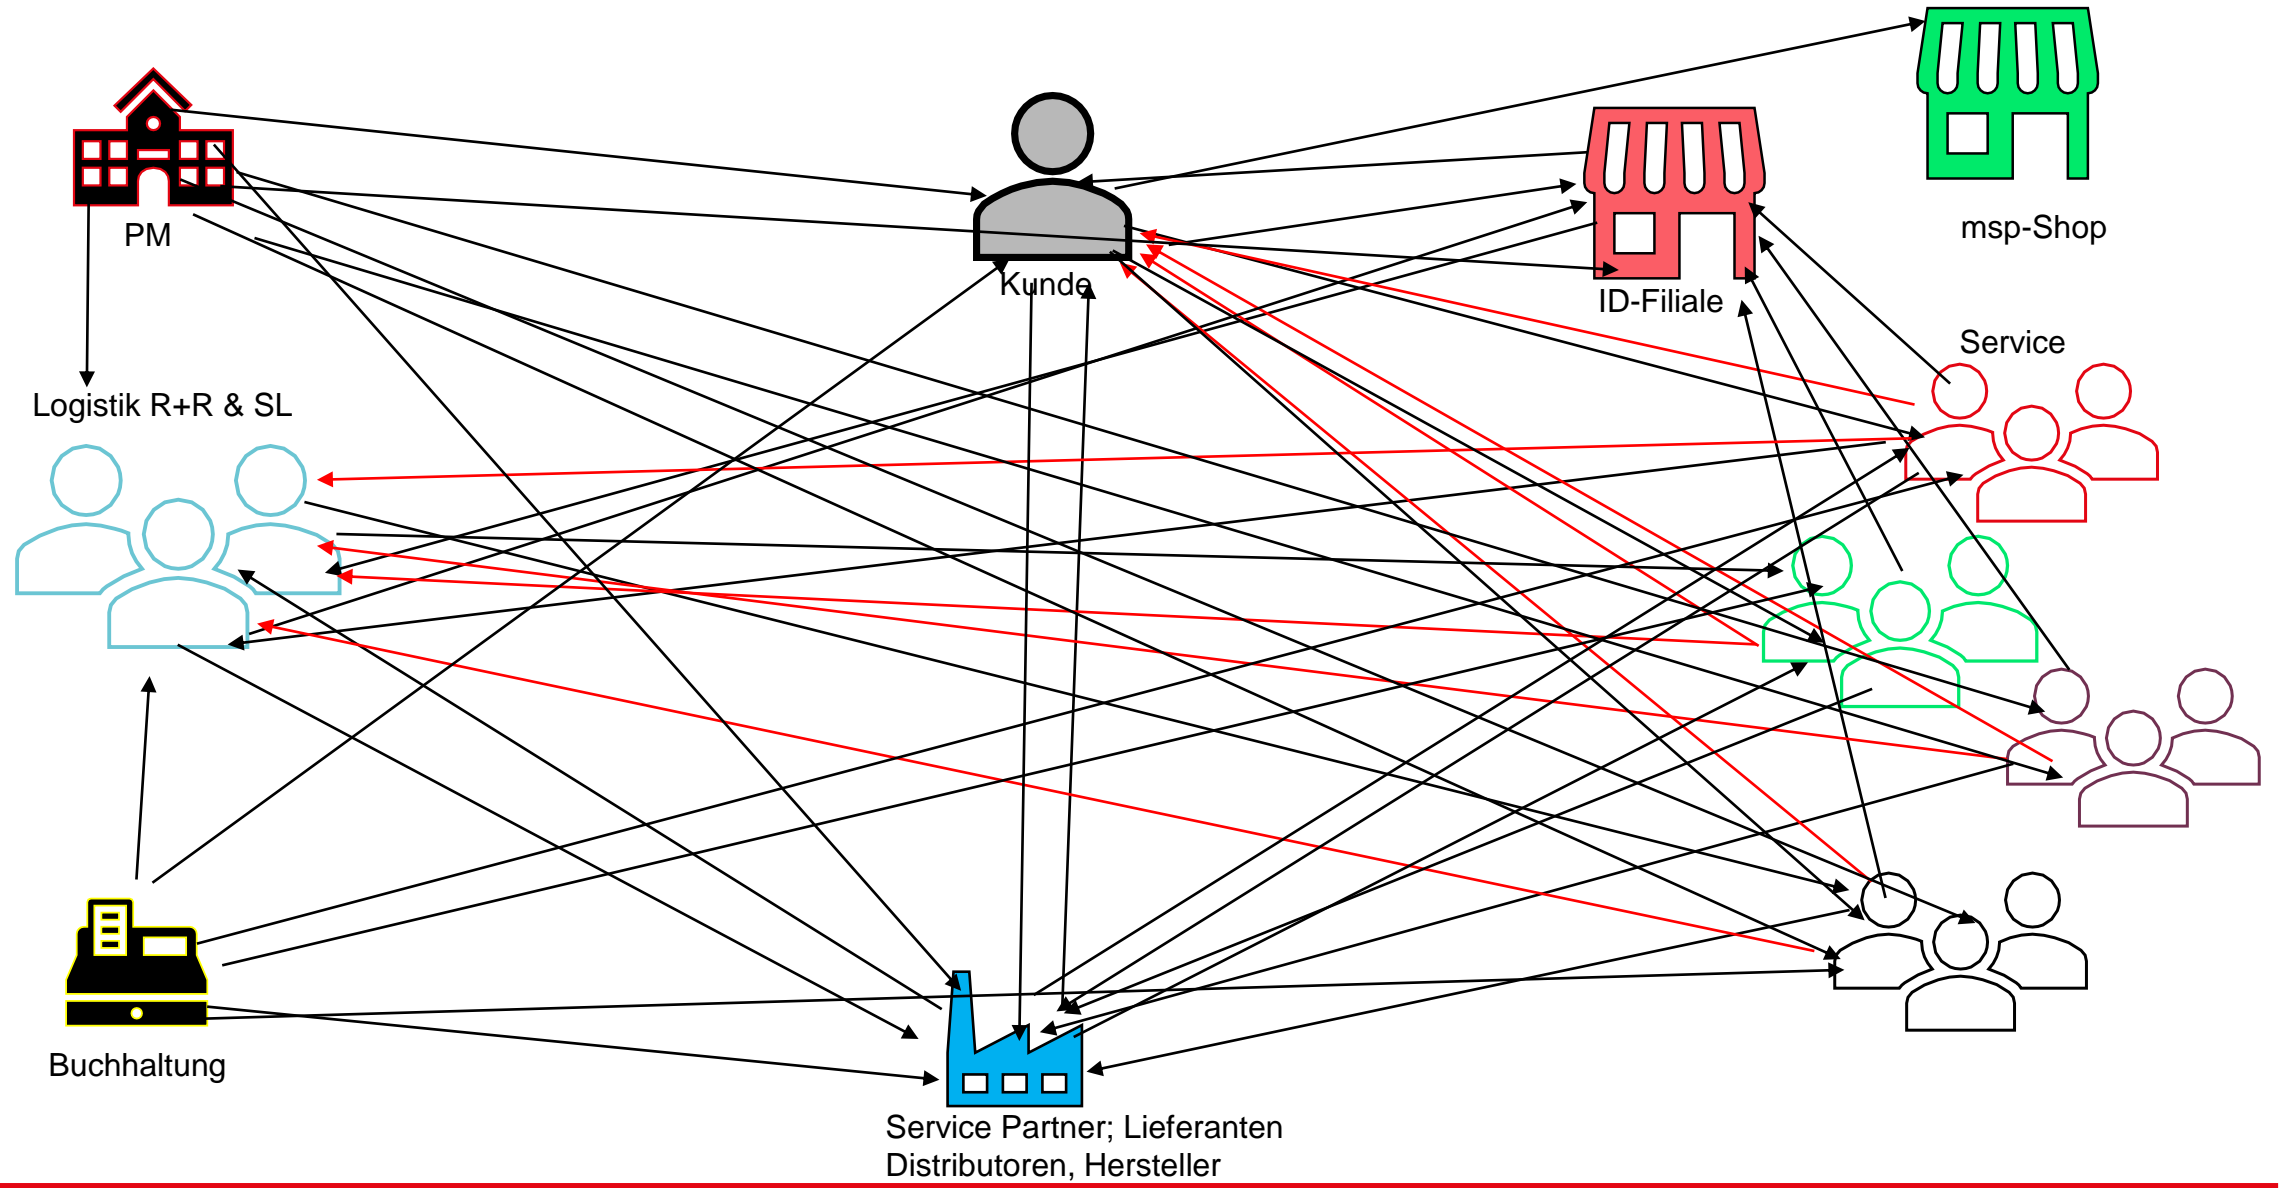 PM
Kunde
msp-Shop
ID-Filiale
Service
Logistik R+R & SL
Buchhaltung
Service Partner; Lieferanten
Distributoren, Hersteller